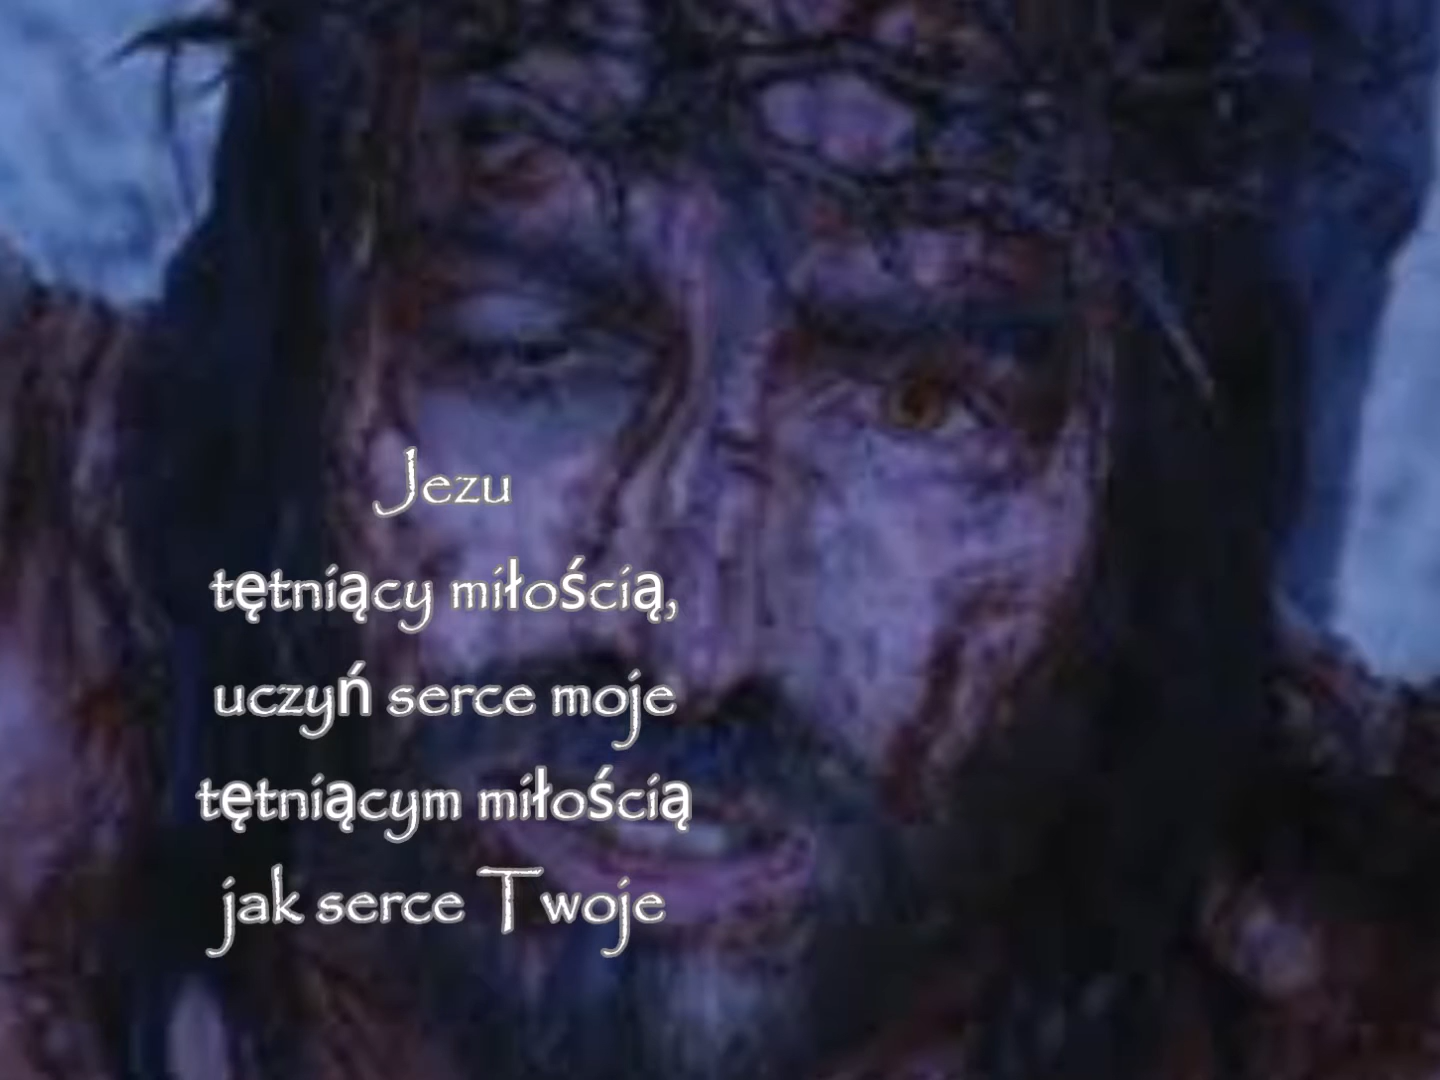 Jezu
tętniący miłością,
uczyń serce moje
tętniącym miłością
jak serce Twoje